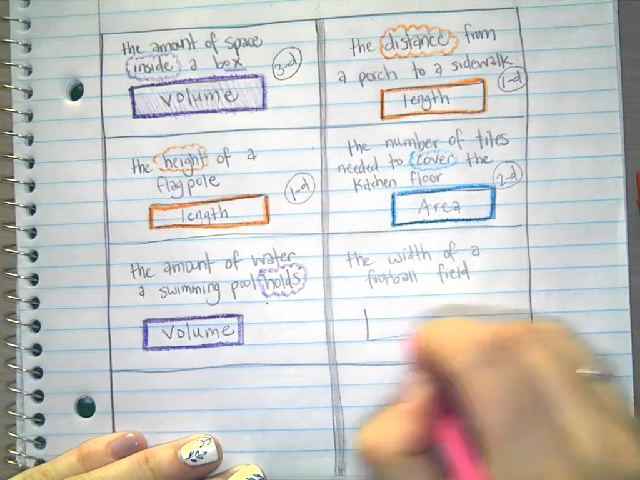 the amount of space
inside a box
3-d
volume
the distance from
a porch to a sidewalk
1-d
length
the height of a
flagpole
1-d
length
the number of tiles
needed to cover the
kitchen floor
2-d
Area
the amount of water
a swimming pool holds
volume
the width of a
football field